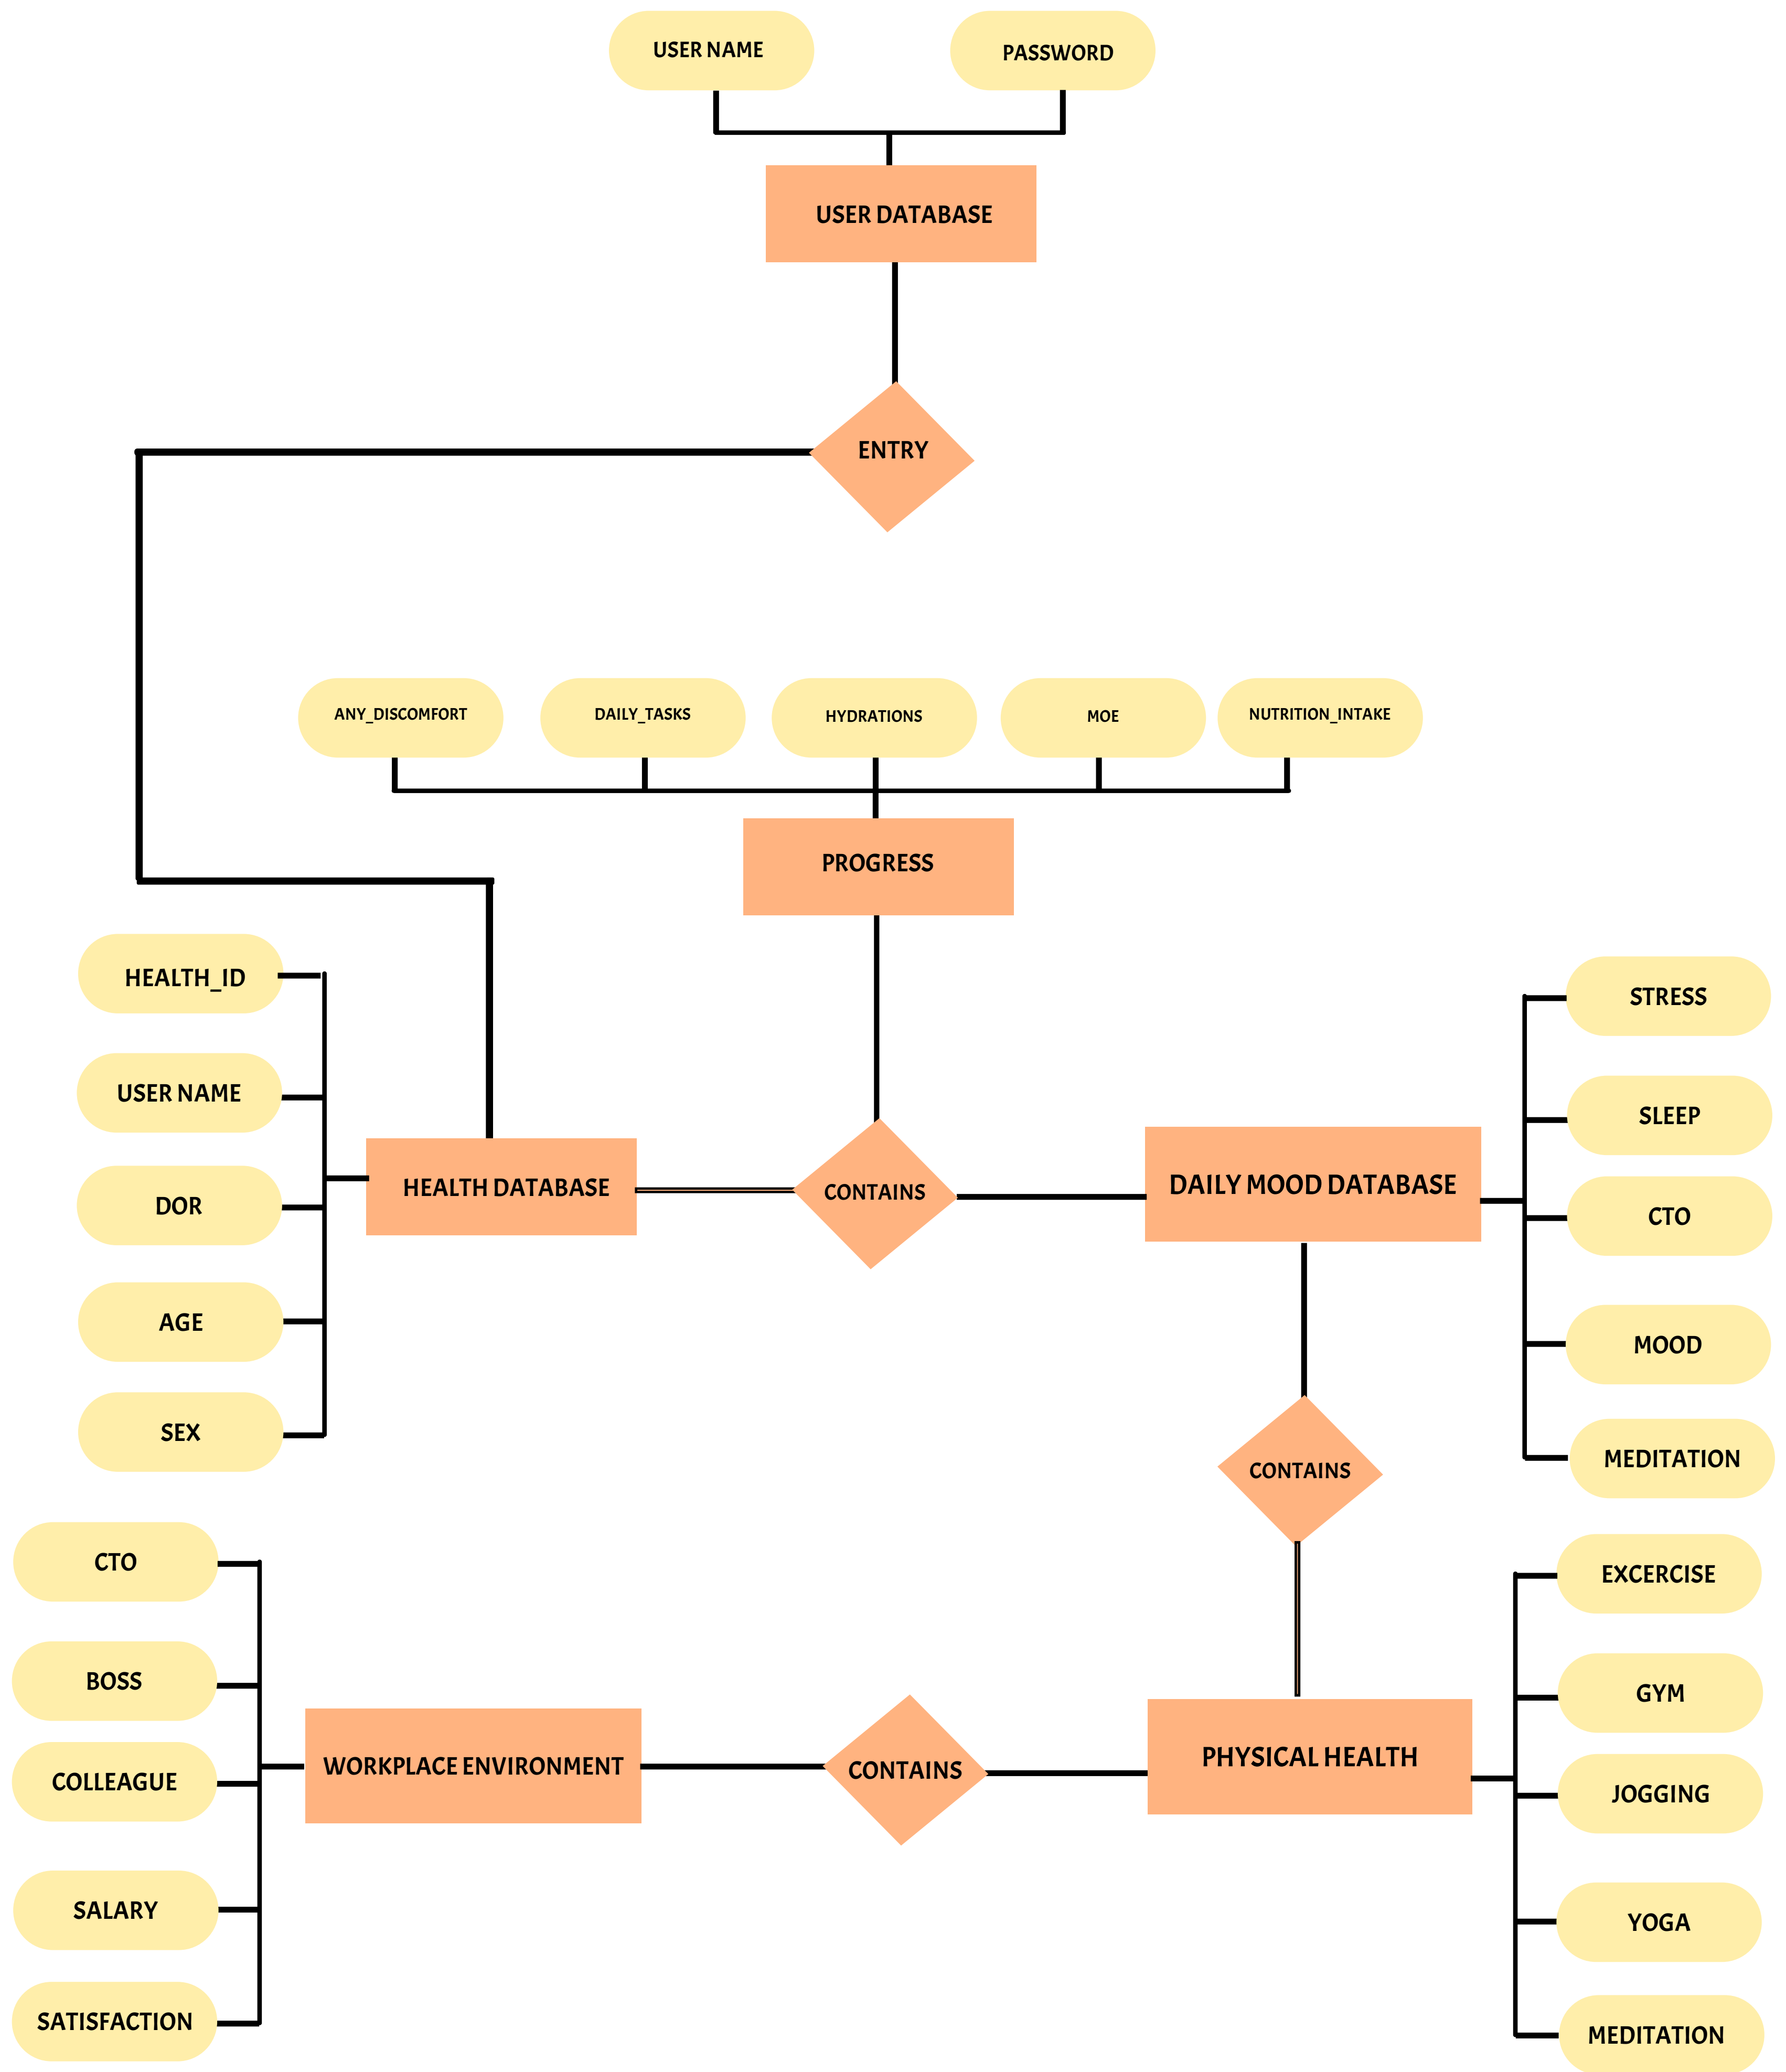 USER NAME
PASSWORD
USER DATABASE
ENTRY
ANY_DISCOMFORT
DAILY_TASKS
HYDRATIONS
MOE
NUTRITION_INTAKE
PROGRESS
HEALTH_ID
USER NAME
DOR
AGE
SEX
HEALTH DATABASE
CONTAINS
DAILY MOOD DATABASE
STRESS
SLEEP
CTO
MOOD
MEDITATION
CONTAINS
CTO
BOSS
COLLEAGUE
SALARY
SATISFACTION
WORKPLACE ENVIRONMENT
CONTAINS
PHYSICAL HEALTH
EXCERCISE
GYM
JOGGING
YOGA
MEDITATION